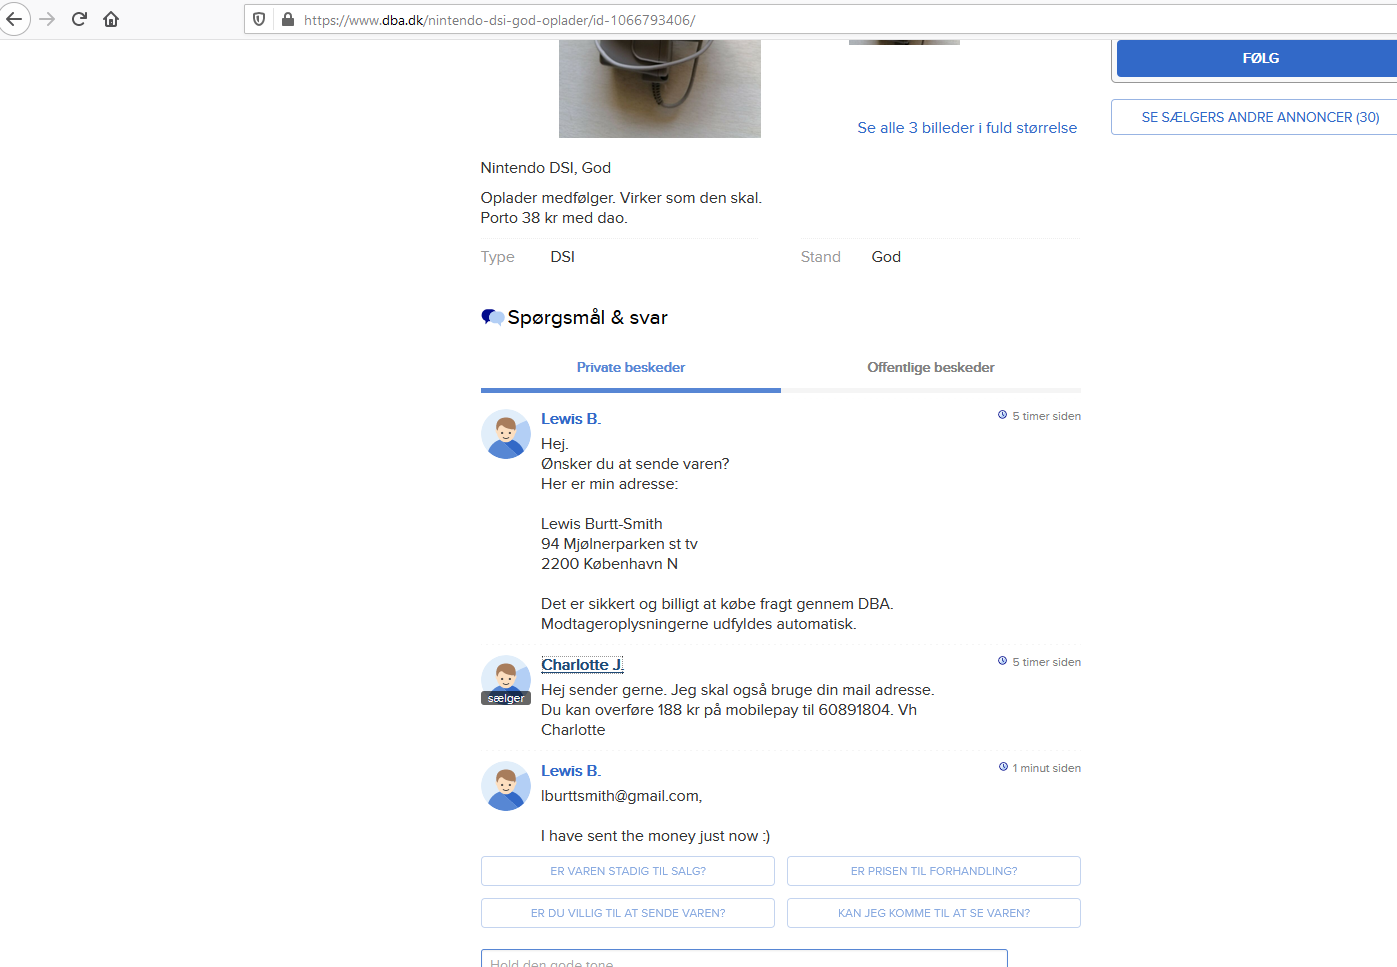 https://www.dba.dk/nintendo-dsi-god-oplader/id-1066793406/
FØLG
Se alle 3 billeder i fuld størrelse
SE SÆLGERS ANDRE ANNONCER (30)
Nintendo DSI, God
Oplader medfølger. Virker som den skal.
Porto 38 kr med dao.
Type DSI Stand God
Spørgsmål & svar
Private beskeder Offentlige beskeder
Lewis B. 5 timer siden
Hej.
Ønsker du at sende varen?
Her er min adresse:
Lewis Burtt-Smith
94 Mjølnerparken st tv
2200 København N
Det er sikkert og billigt at købe fragt gennem DBA.
Modtageroplysningerne udfyldes automatisk.
Charlotte J. 5 timer siden
sælger
Hej sender gerne. Jeg skal også bruge din mail adresse.
Du kan overføre 188 kr på mobilepay til 60891804. Vh
Charlotte
Lewis B. 1 minut siden
lburttsmith@gmail.com,
I have sent the money just now :)
ER VAREN STADIG TIL SALG? ER PRISEN TIL FORHANDLING?
ER DU VILLIG TIL AT SENDE VAREN? KAN JEG KOMME TIL AT SE VAREN?
Hold den gode tone